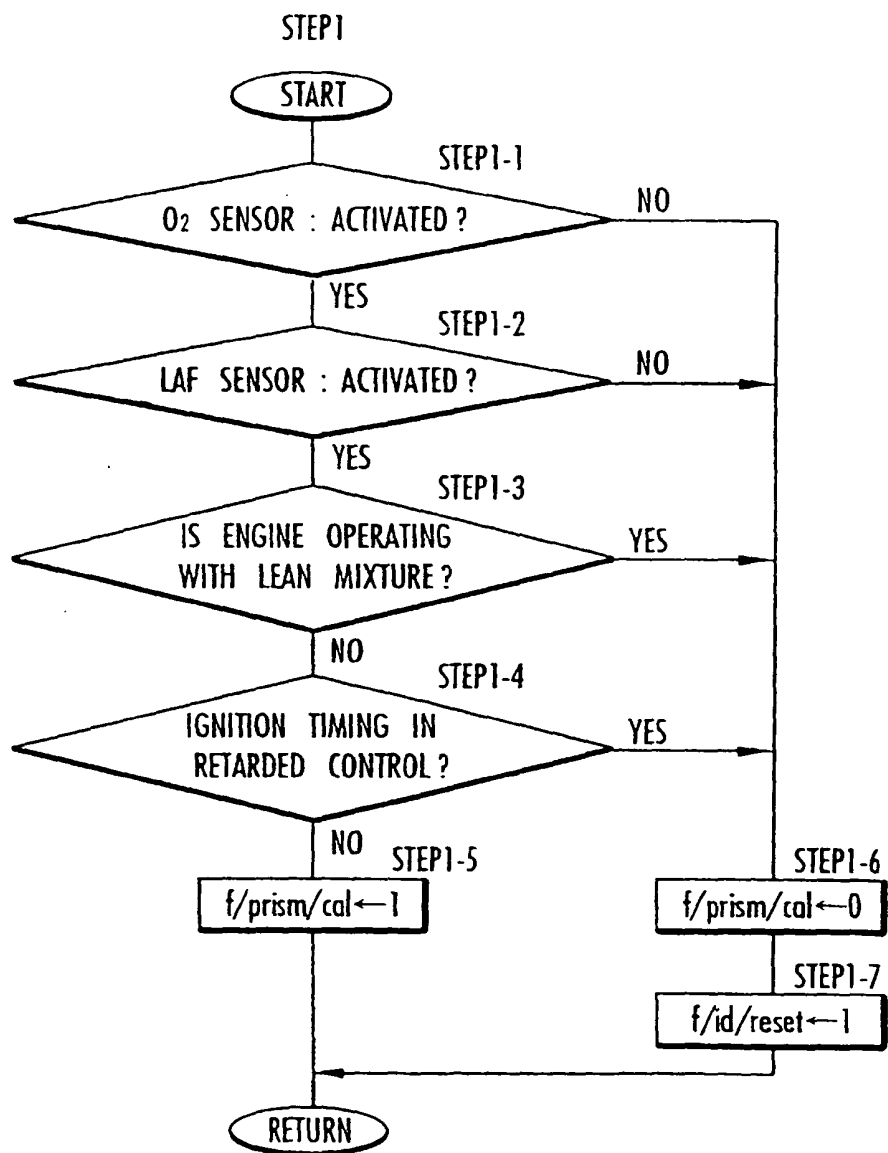 STEP1
START
STEP1-1
O2 SENSOR : ACTIVATED ?
NO
YES
STEP1-2
LAF SENSOR : ACTIVATED ?
NO
YES
STEP1-3
IS ENGINE OPERATING
WITH LEAN MIXTURE ?
YES
NO
STEP1-4
IGNITION TIMING IN
RETARDED CONTROL ?
YES
NO
STEP1-5
f/prism/cal←1
STEP1-6
f/prism/cal←0
STEP1-7
f/id/reset←1
RETURN